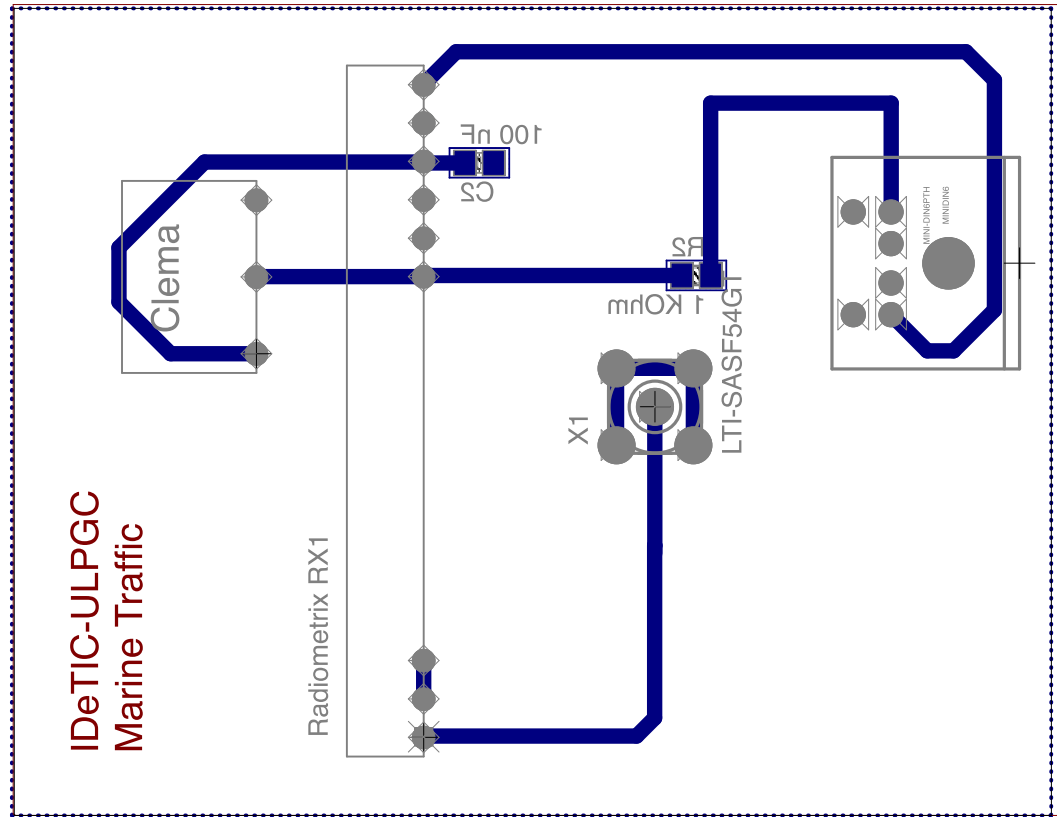 100 nF
C2
Clema
R2
1 KOhm
LTI-SASF54GT
X1
MINI-DIN6PTH
MINIDIN6
Radiometrix RX1
IDeTIC-ULPGC
Marine Traffic